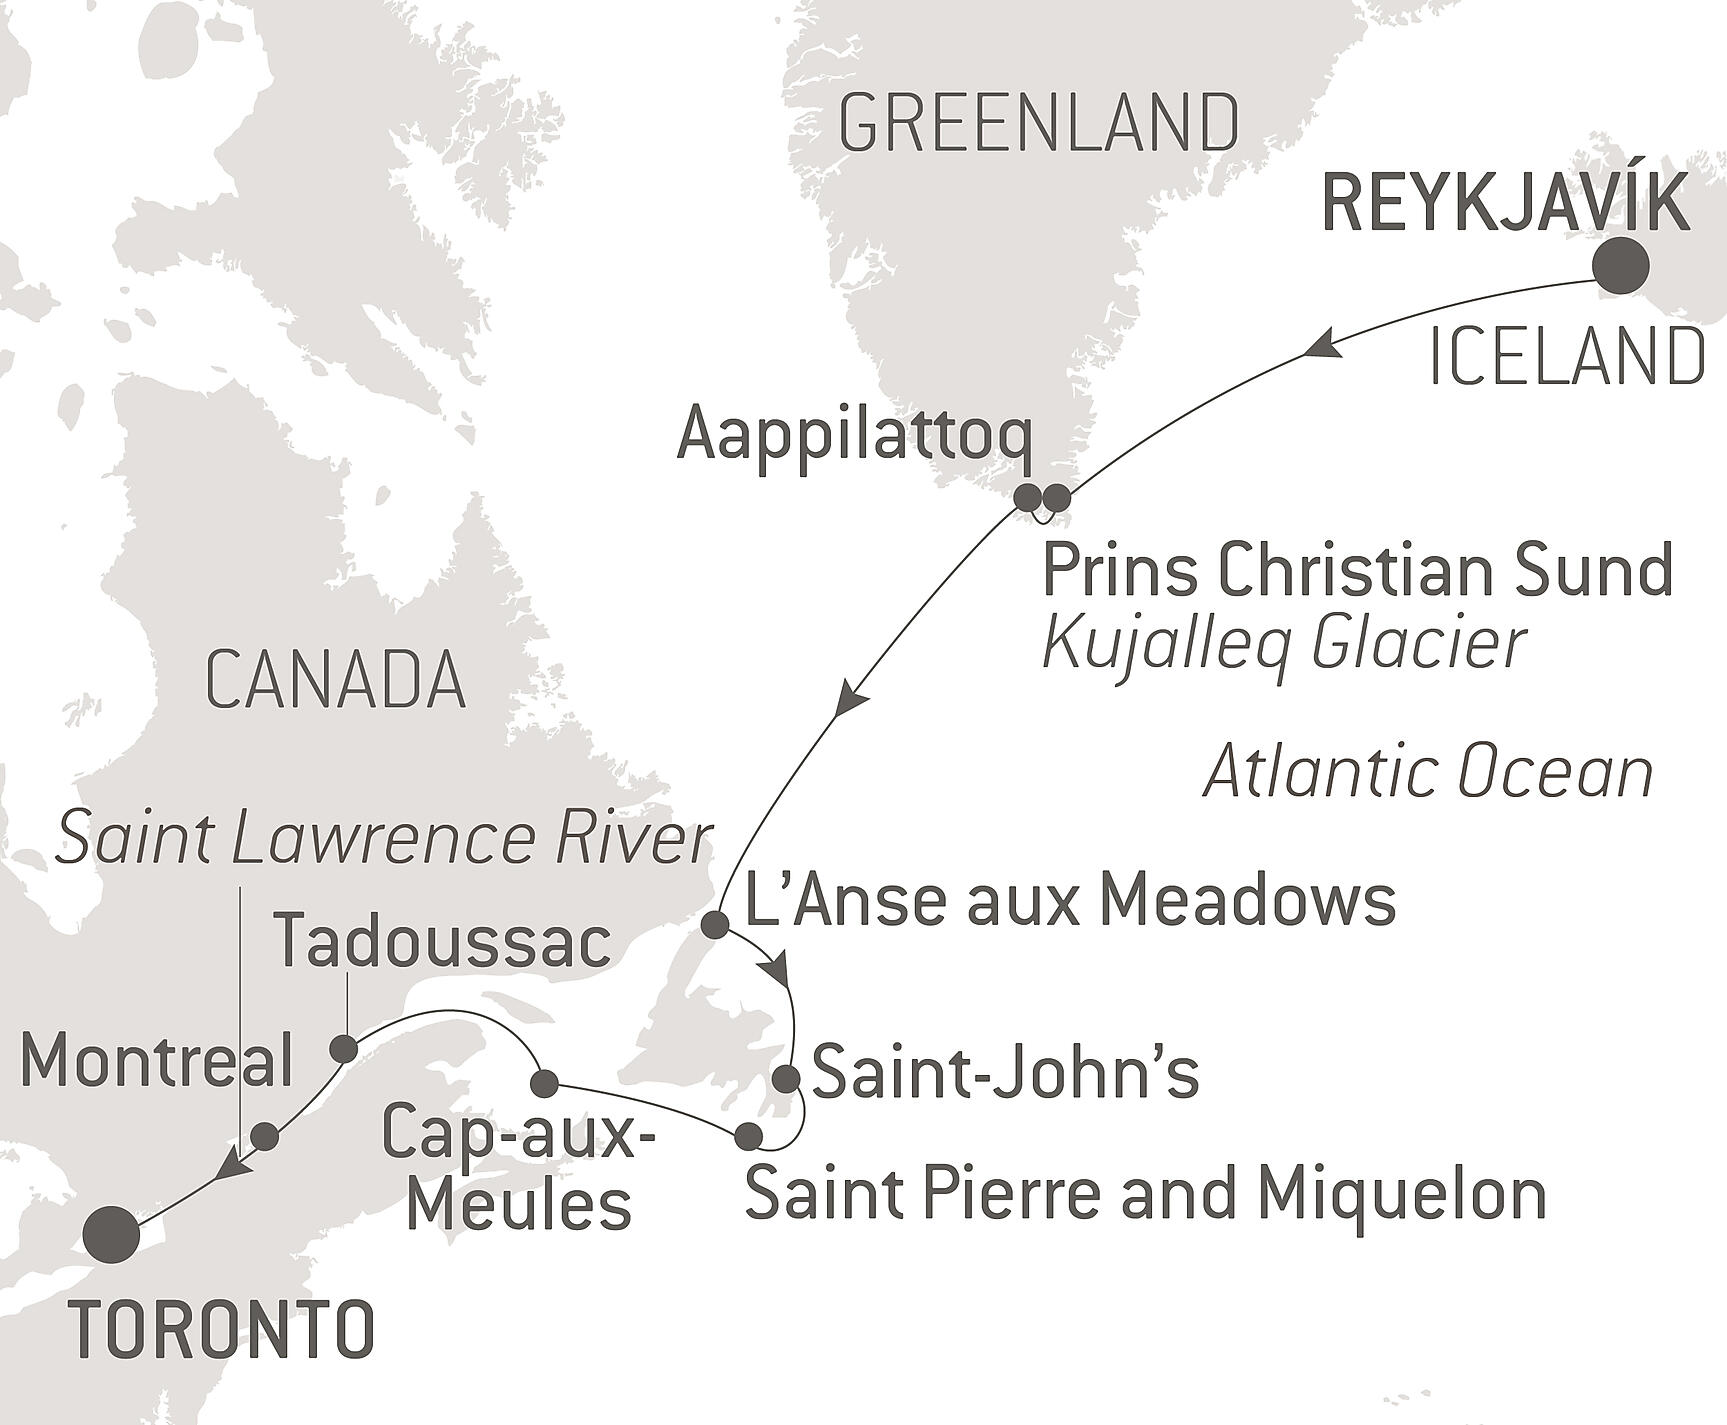 GREENLAND
REYKJAVÍK
ICELAND
Aappilattoq
Prins Christian Sund
Kujalleq Glacier
CANADA
Atlantic Ocean
Saint Lawrence River
L’Anse aux Meadows
Tadoussac
Montreal
Saint-John’s
Cap-aux-
Meules
Saint Pierre and Miquelon
TORONTO